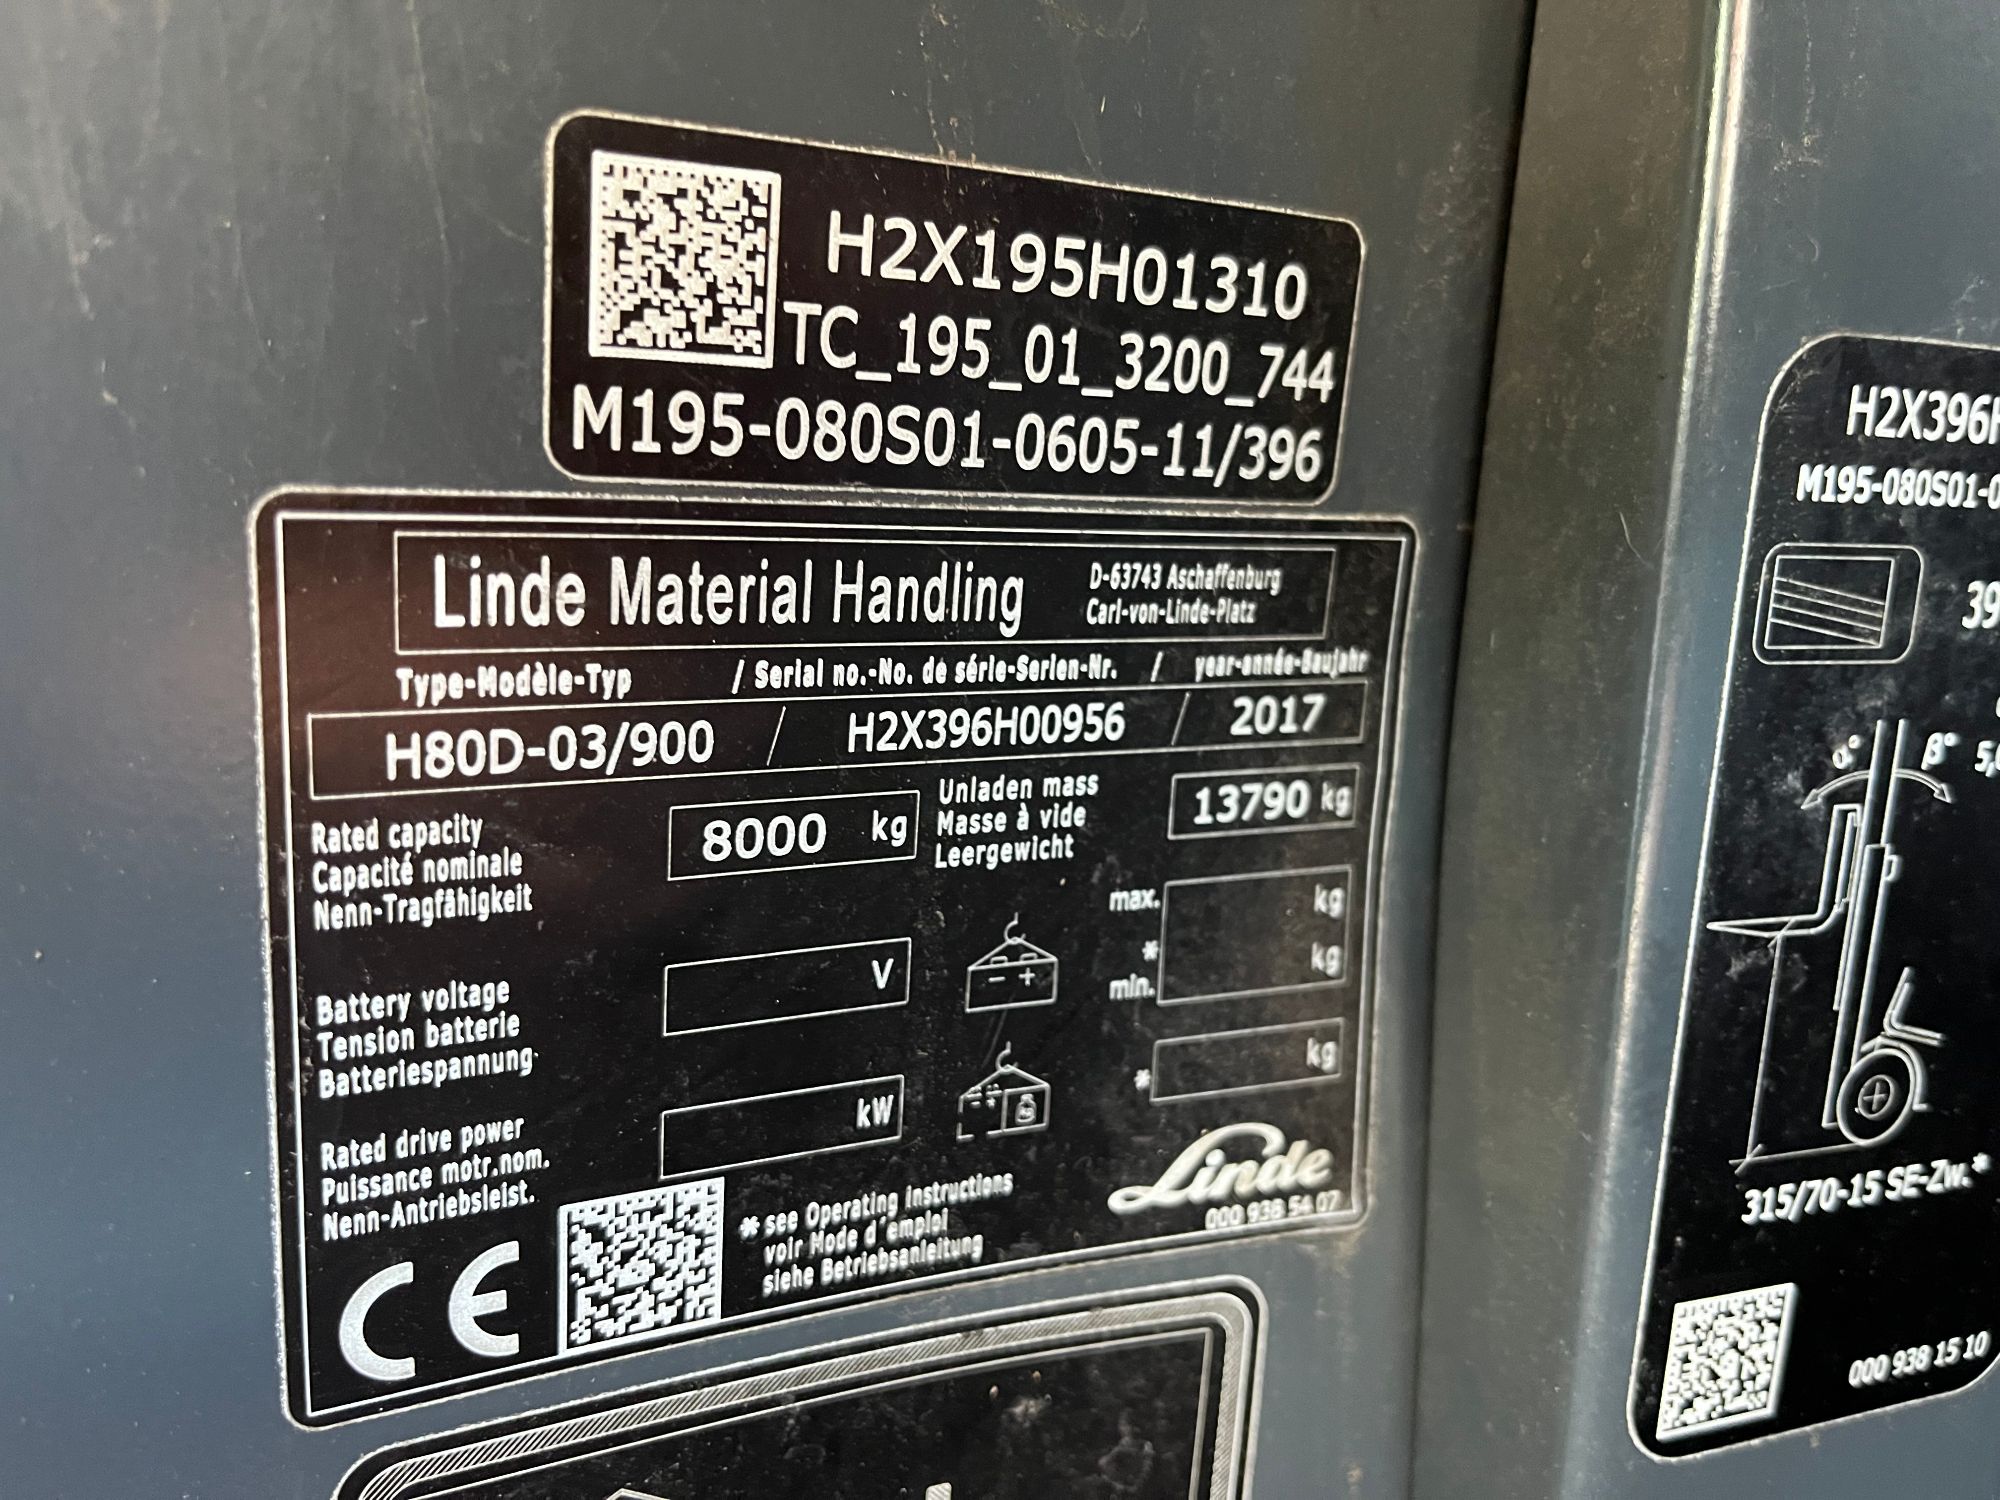 H2X195H01310
TC_195_01_3200_744
M195-080S01-0605-11/396
Linde Material Handling
D-63743 Aschaffenburg
Carl-von-Linde-Platz
Type-Modèle-Typ / Serial no.-No. de série-Serien-Nr. / year-année-Baujahr
H80D-03/900 / H2X396H00956 / 2017
Rated capacity
Capacité nominale
Nenn-Tragfähigkeit
8000 kg
Unladen mass
Masse à vide
Leergewicht
13790 kg
max. kg
*
min. kg
Battery voltage
Tension batterie
Batteriespannung
V
- +
* kg
Rated drive power
Puissance motr.nom.
Nenn-Antriebsleist.
kW
CE
* see Operating Instructions
voir Mode d'emploi
siehe Betriebsanleitung
Linde
000 938 54 07
H2X396H
M195-080S01-0
39
α° β° 5,
315/70-15 SE-Zw.*
000 938 15 10